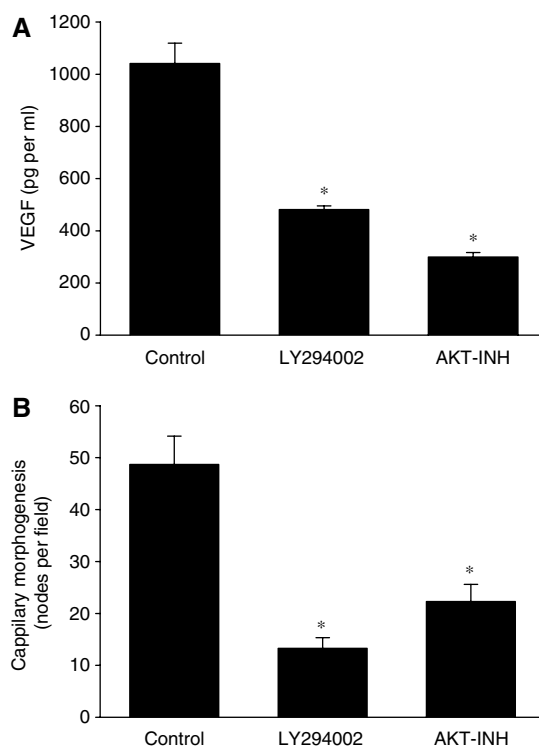 A
VEGF (pg per ml)
1200
1000
800
600
400
200
0
*
*
Control LY294002 AKT-INH
B
Cappilary morphogenesis
(nodes per field)
60
50
40
30
20
10
0
*
*
Control LY294002 AKT-INH